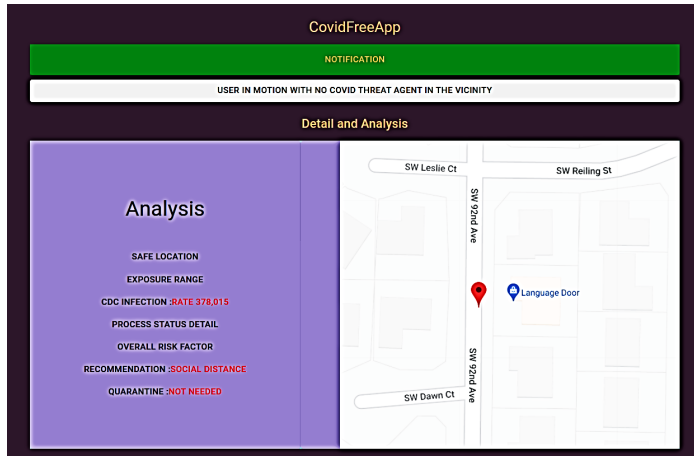 CovidFreeApp
NOTIFICATION
USER IN MOTION WITH NO COVID THREAT AGENT IN THE VICINITY
Detail and Analysis
Analysis
SAFE LOCATION
EXPOSURE RANGE
CDC INFECTION :RATE 378,015
PROCESS STATUS DETAIL
OVERALL RISK FACTOR
RECOMMENDATION :SOCIAL DISTANCE
QUARANTINE :NOT NEEDED
SW Leslie Ct
SW Reiling St
SW 92nd Ave
Language Door
SW 92nd Ave
SW Dawn Ct